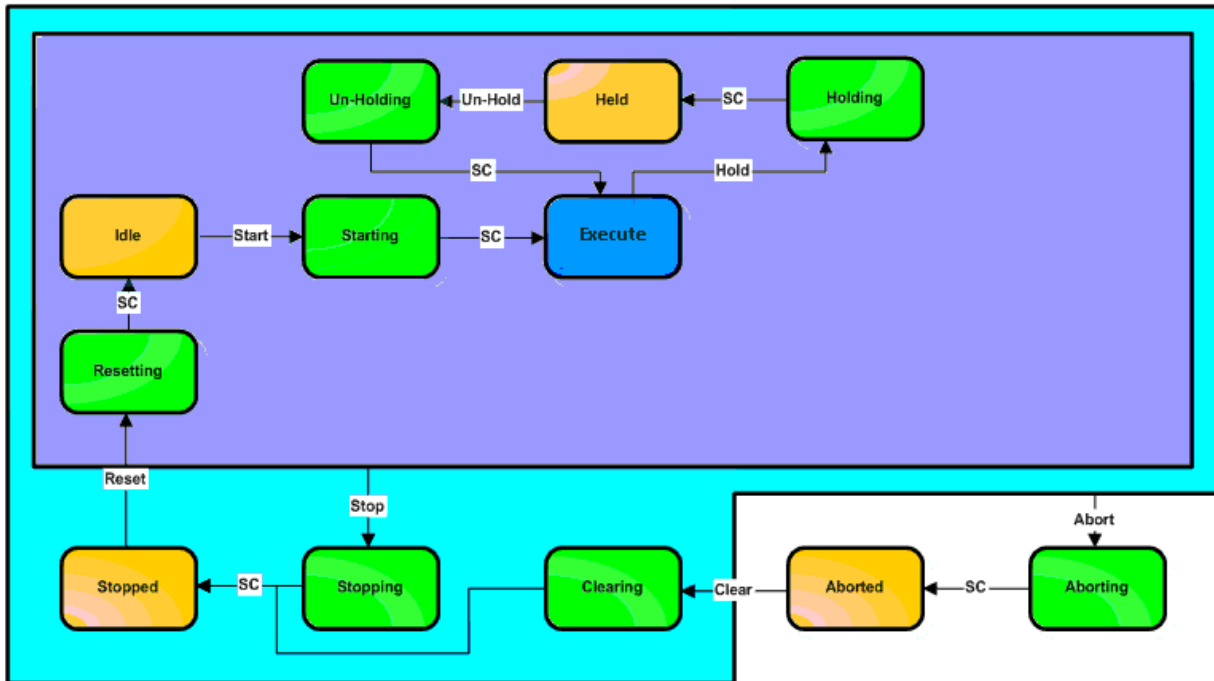 Un-Holding
Un-Hold
Held
SC
Holding
SC
Hold
Idle
Start
Starting
SC
Execute
SC
Resetting
Reset
Stop
Abort
Stopped
SC
Stopping
Clearing
Clear
Aborted
SC
Aborting